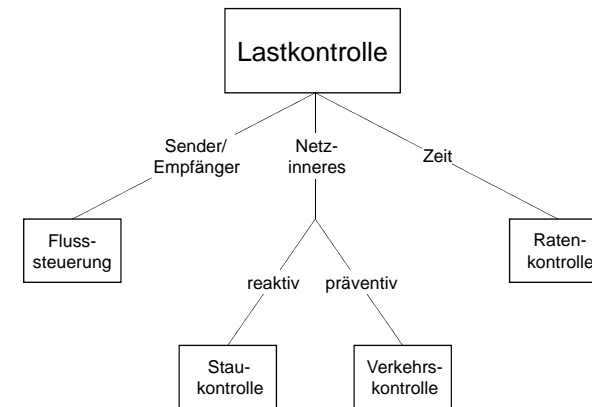 Lastkontrolle
Sender/
Empfänger
Netz-
inneres
Zeit
Fluss-
steuerung
Raten-
kontrolle
reaktiv
präventiv
Stau-
kontrolle
Verkehrs-
kontrolle